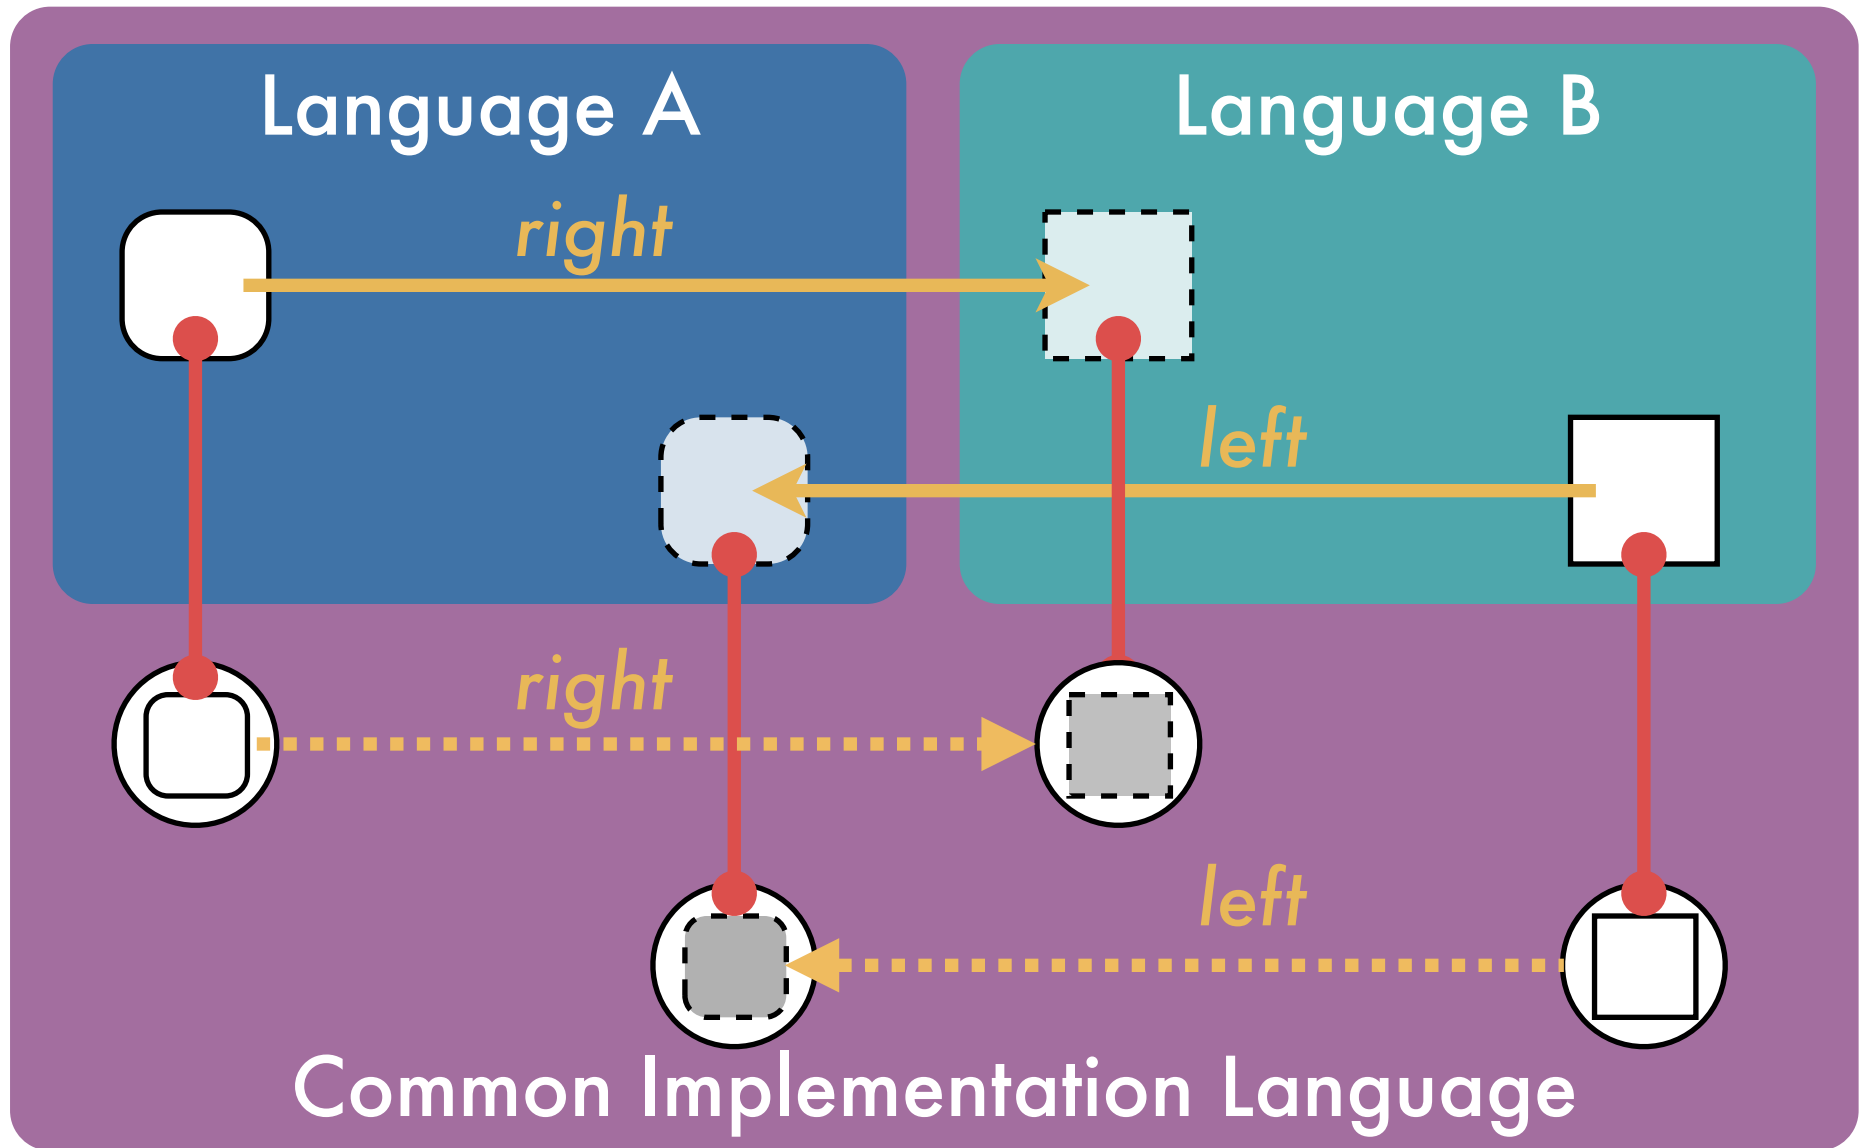 Language A
Language B
right
left
right
left
Common Implementation Language